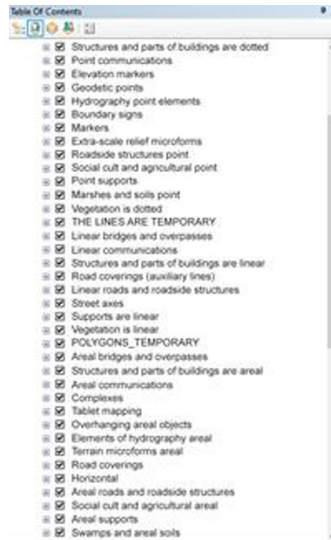 Table Of Contents
Structures and parts of buildings are dotted
Point communications
Elevation markers
Geodetic points
Hydrography point elements
Boundary signs
Markers
Extra-scale relief microforms
Roadside structures point
Social cult and agricultural point
Point supports
Marshes and soils point
Vegetation is dotted
THE LINES ARE TEMPORARY
Linear bridges and overpasses
Linear communications
Structures and parts of buildings are linear
Road coverings (auxiliary lines)
Linear roads and roadside structures
Street axes
Supports are linear
Vegetation is linear
POLYGONS_TEMPORARY
Areal bridges and overpasses
Structures and parts of buildings are areal
Areal communications
Complexes
Tablet mapping
Overhanging areal objects
Elements of hydrography areal
Terrain microforms areal
Road coverings
Horizontal
Areal roads and roadside structures
Social cult and agricultural areal
Areal supports
Swamps and areal soils